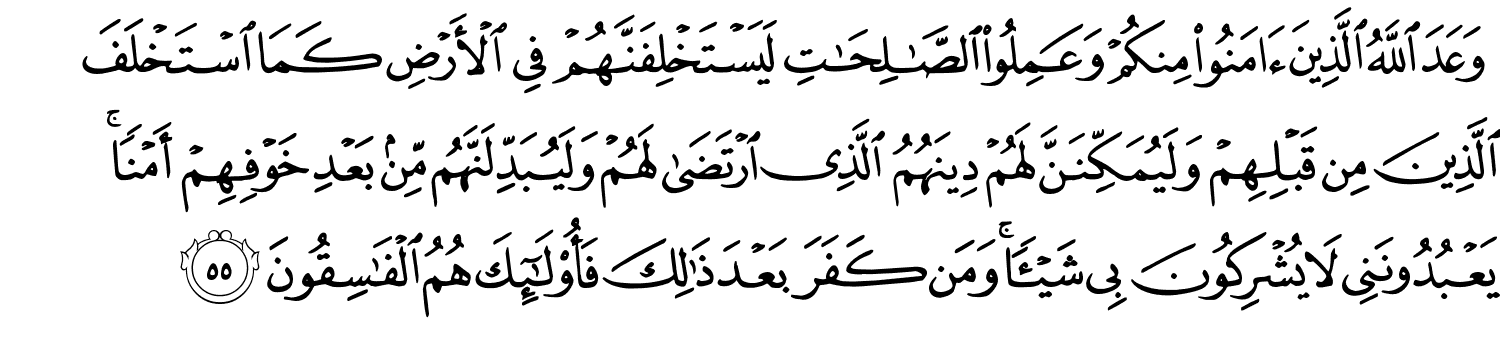 وَعَدَ ٱللَّهُ ٱلَّذِينَ ءَامَنُوا۟ مِنكُمْ وَعَمِلُوا۟ ٱلصَّـٰلِحَـٰتِ لَيَسْتَخْلِفَنَّهُمْ فِى ٱلْأَرْضِ كَمَا ٱسْتَخْلَفَ
ٱلَّذِينَ مِن قَبْلِهِمْ وَلَيُمَكِّنَنَّ لَهُمْ دِينَهُمُ ٱلَّذِى ٱرْتَضَىٰ لَهُمْ وَلَيُبَدِّلَنَّهُم مِّنۢ بَعْدِ خَوْفِهِمْ أَمْنًا ۚ
يَعْبُدُونَنِى لَا يُشْرِكُونَ بِى شَيْـًٔا ۚ وَمَن كَفَرَ بَعْدَ ذَٰلِكَ فَأُو۟لَـٰٓئِكَ هُمُ ٱلْفَـٰسِقُونَ ٥٥